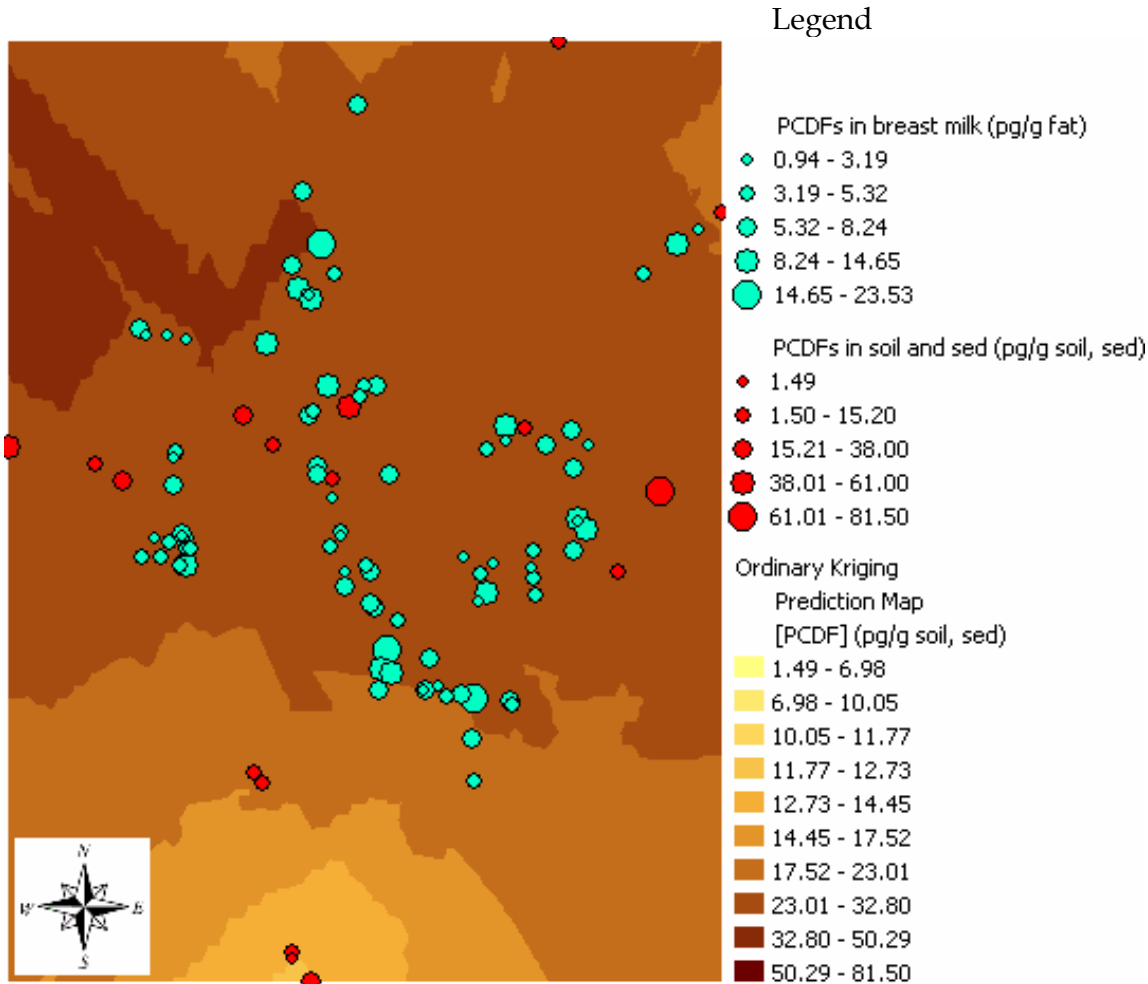 Legend
PCDFs in breast milk (pg/g fat)
0.94 - 3.19
3.19 - 5.32
5.32 - 8.24
8.24 - 14.65
14.65 - 23.53
PCDFs in soil and sed (pg/g soil, sed)
1.49
1.50 - 15.20
15.21 - 38.00
38.01 - 61.00
61.01 - 81.50
Ordinary Kriging
Prediction Map
[PCDF] (pg/g soil, sed)
1.49 - 6.98
6.98 - 10.05
10.05 - 11.77
11.77 - 12.73
12.73 - 14.45
14.45 - 17.52
17.52 - 23.01
23.01 - 32.80
32.80 - 50.29
50.29 - 81.50
N
W E
S